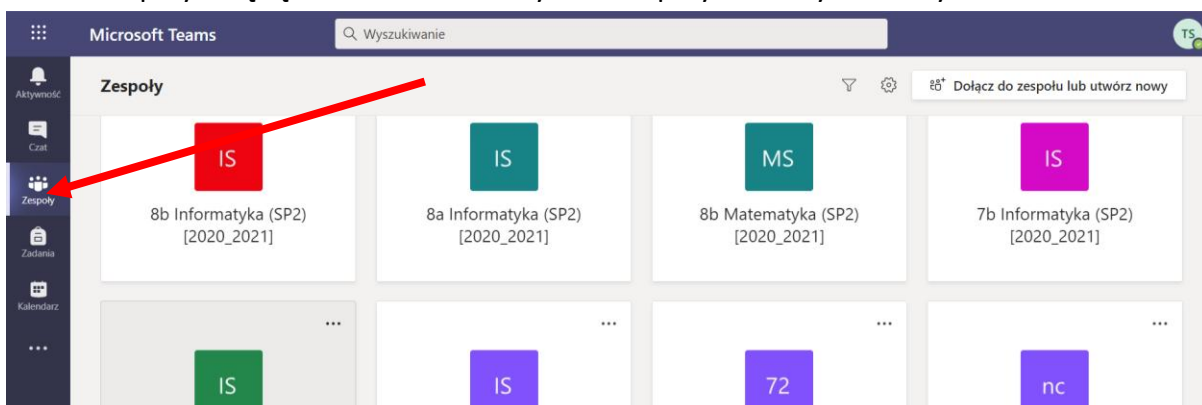 Microsoft Teams
Wyszukiwanie
TS
Aktywność
Zespoły
Dołącz do zespołu lub utwórz nowy
Czat
IS
IS
MS
IS
Zespoły
8b Informatyka (SP2)
[2020_2021]
8a Informatyka (SP2)
[2020_2021]
8b Matematyka (SP2)
[2020_2021]
7b Informatyka (SP2)
[2020_2021]
Zadania
Kalendarz
IS
IS
72
nc